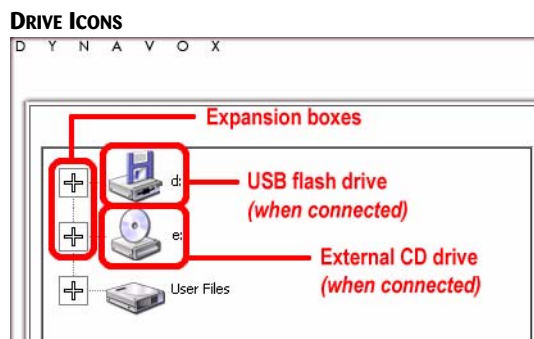 DRIVE ICONS
D Y N A V O X
Expansion boxes
d:
USB flash drive
(when connected)
e:
External CD drive
(when connected)
User Files